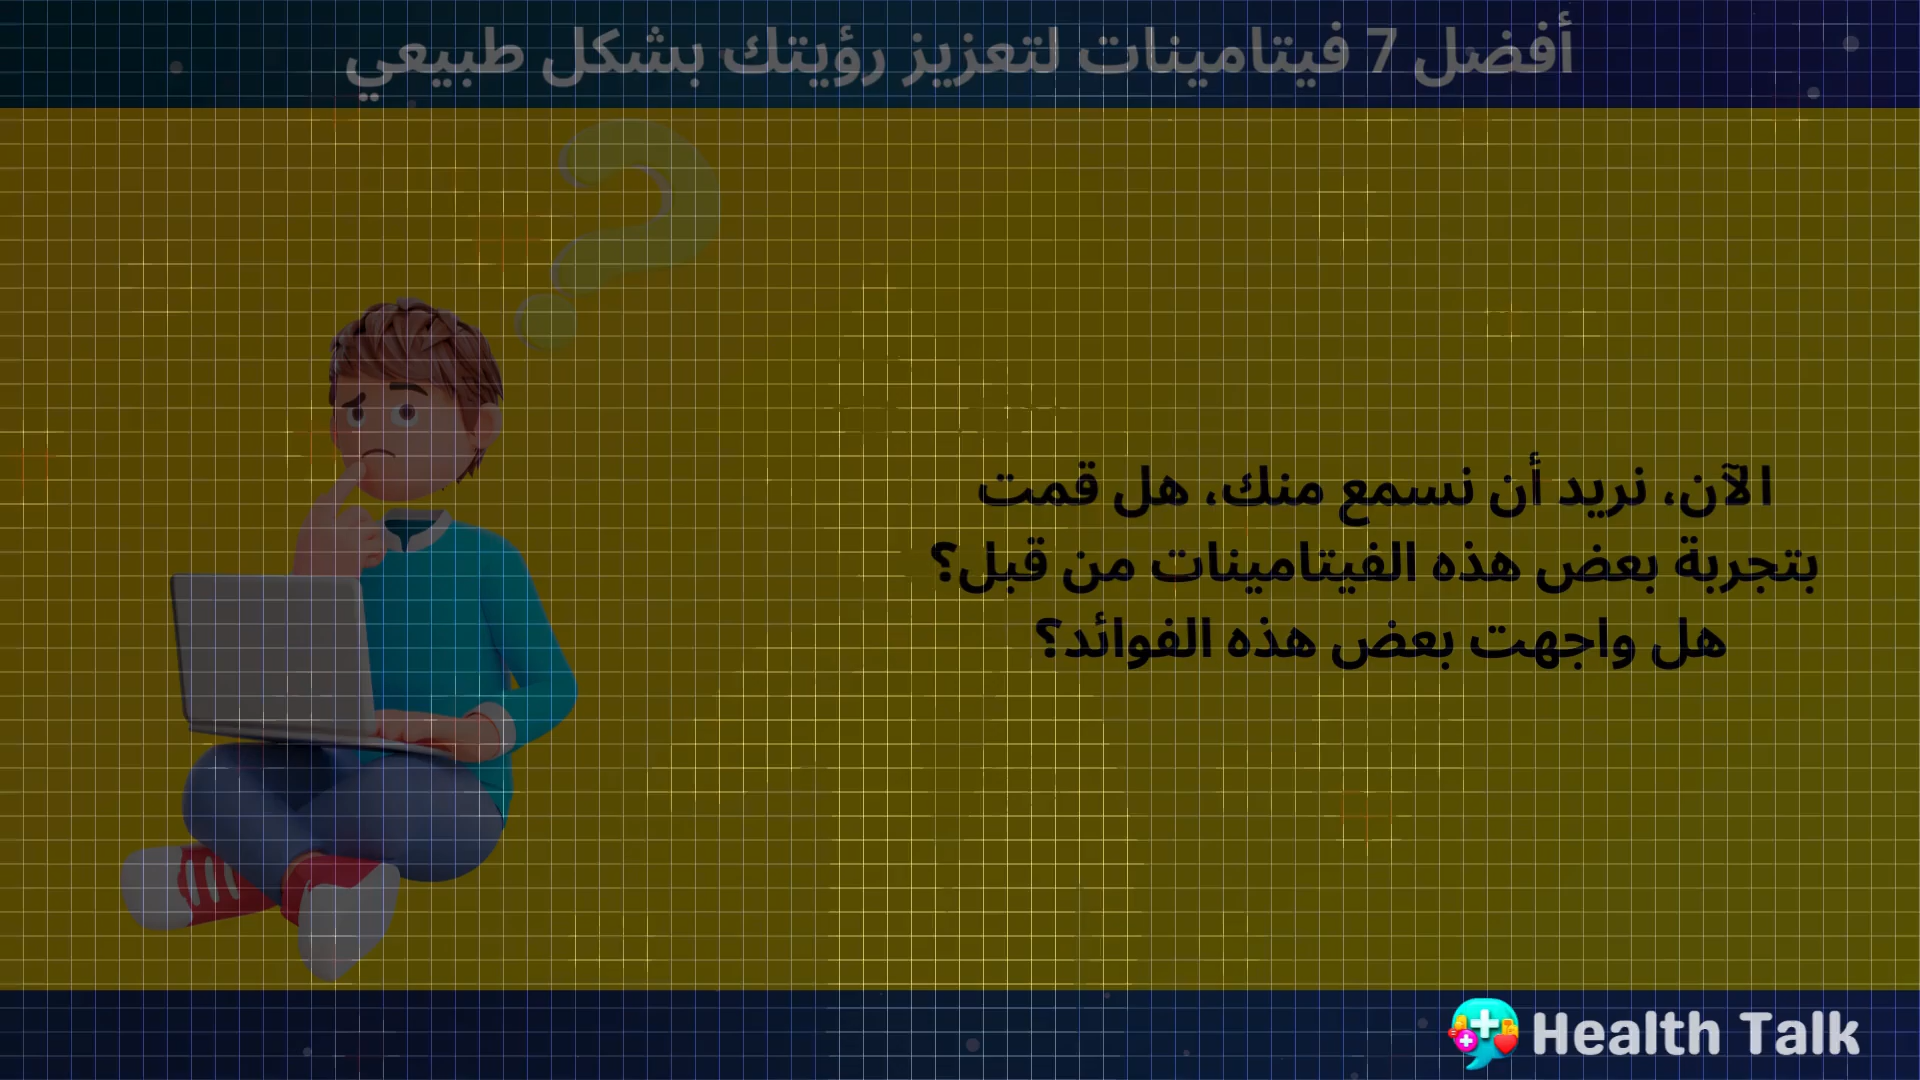 أفضل 7 فيتامينات لتعزيز رؤيتك بشكل طبيعي
الآن، نريد أن نسمع منك، هل قمت
بتجربة بعض هذه الفيتامينات من قبل؟
هل واجهت بعض هذه الفوائد؟
Health Talk